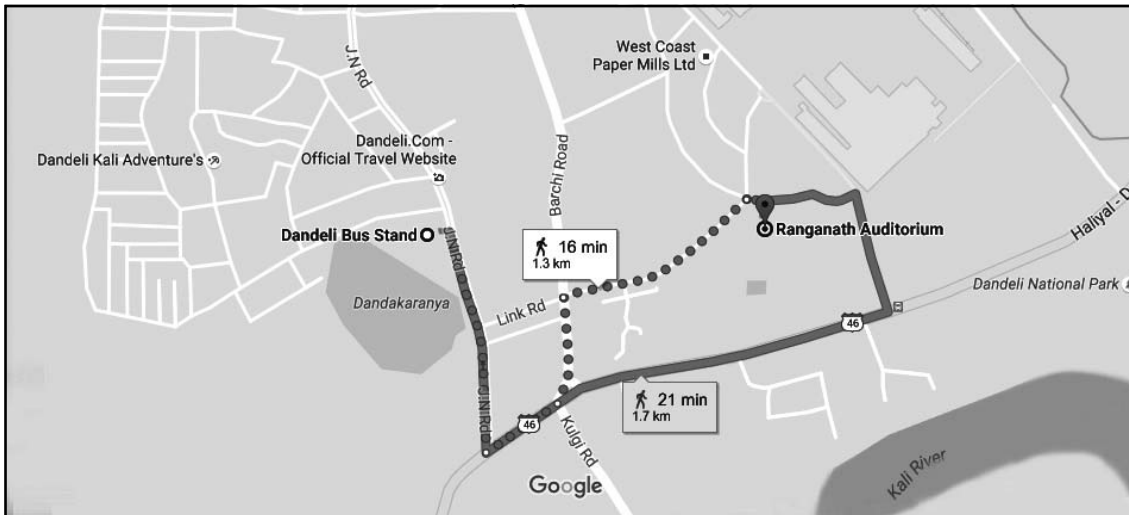 J.N Rd
West Coast
Paper Mills Ltd
Dandeli.Com -
Official Travel Website
Dandeli Kali Adventure's
Barchi Road
Dandeli Bus Stand
J.N Rd
Ranganath Auditorium
Haliyal - D
16 min
1.3 km
Dandakaranya
Link Rd
Dandeli National Park
46
21 min
1.7 km
J.N Rd
46
Kulgi Rd
Google
Kali River